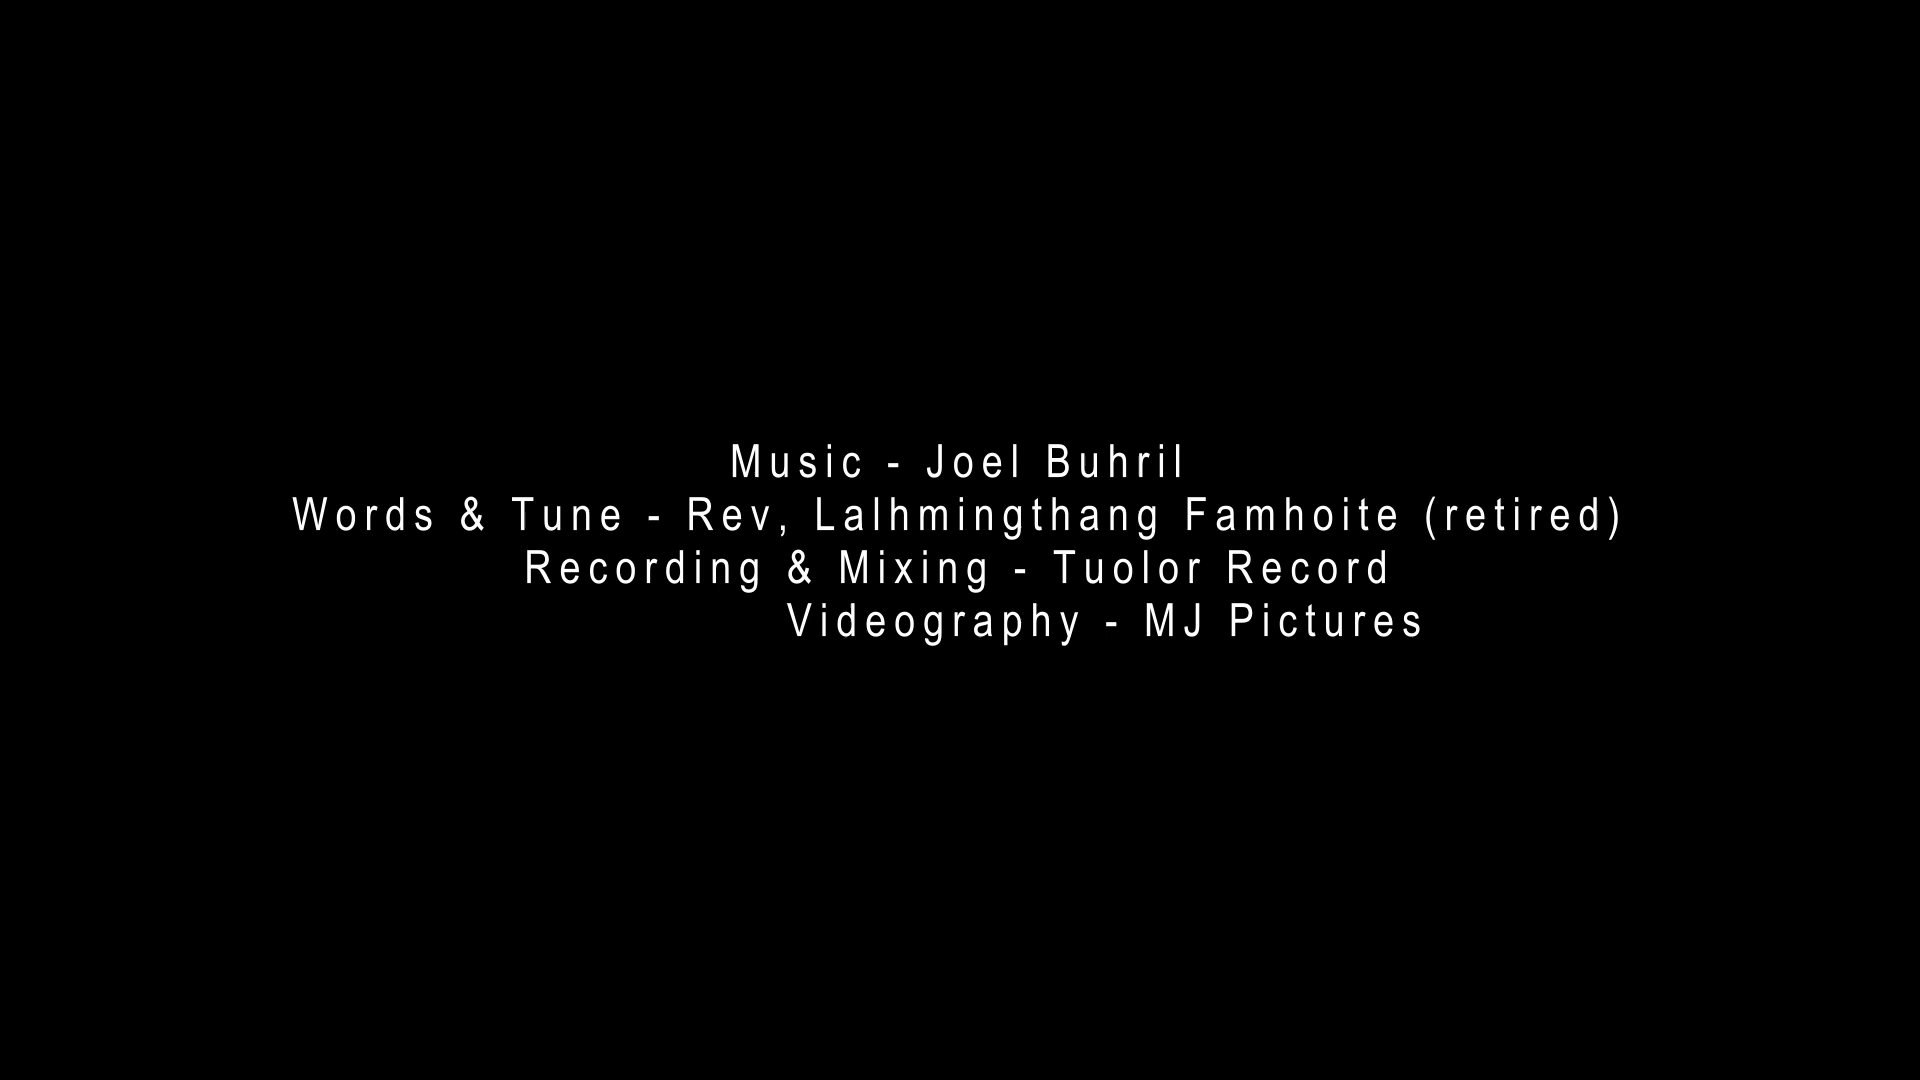 Music - Joel Buhril
Words & Tune - Rev, Lalhmingthang Famhoite (retired)
Recording & Mixing - Tuolor Record
Videography - MJ Pictures